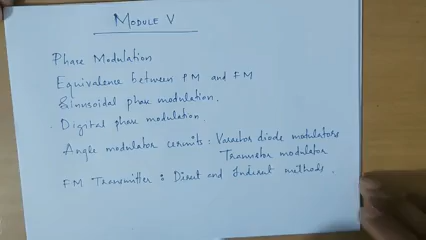 MODULE V
Phase Modulation
Equivalence between PM and FM
Sinusoidal phase modulation.
Digital phase modulation.
Angle modulator circuits : Varactor diode modulators
Transistor modulator
FM Transmitter : Direct and Indirect methods.